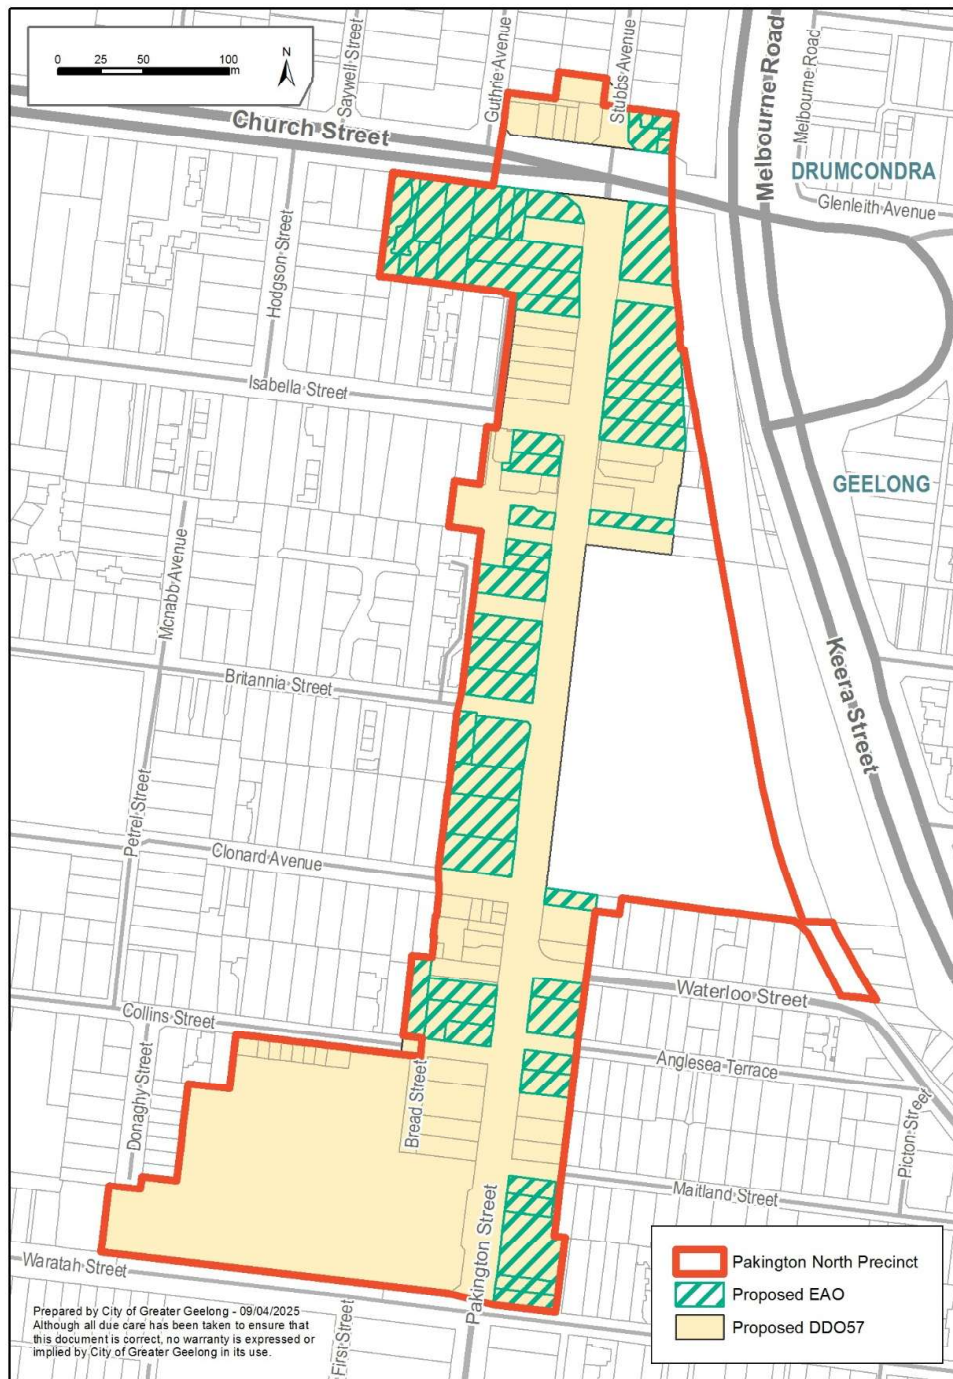 0 25 50 100
m
N
Saywell Street
Guthrie Avenue
Stubbs Avenue
Melbourne Road
Melbourne Road
Church Street
DRUMCONDRA
Glenleith Avenue
Hodgson Street
Isabella Street
GEELONG
Mcnabb Avenue
Britannia Street
Keera Street
Petrel Street
Clonard Avenue
Waterloo Street
Collins Street
Anglesea Terrace
Donaghy Street
Bread Street
Picton Street
Maitland Street
Pakington Street
Waratah Street
First Street
Pakington North Precinct
Proposed EAO
Proposed DDO57
Prepared by City of Greater Geelong - 09/04/2025
Although all due care has been taken to ensure that
this document is correct, no warranty is expressed or
implied by City of Greater Geelong in its use.